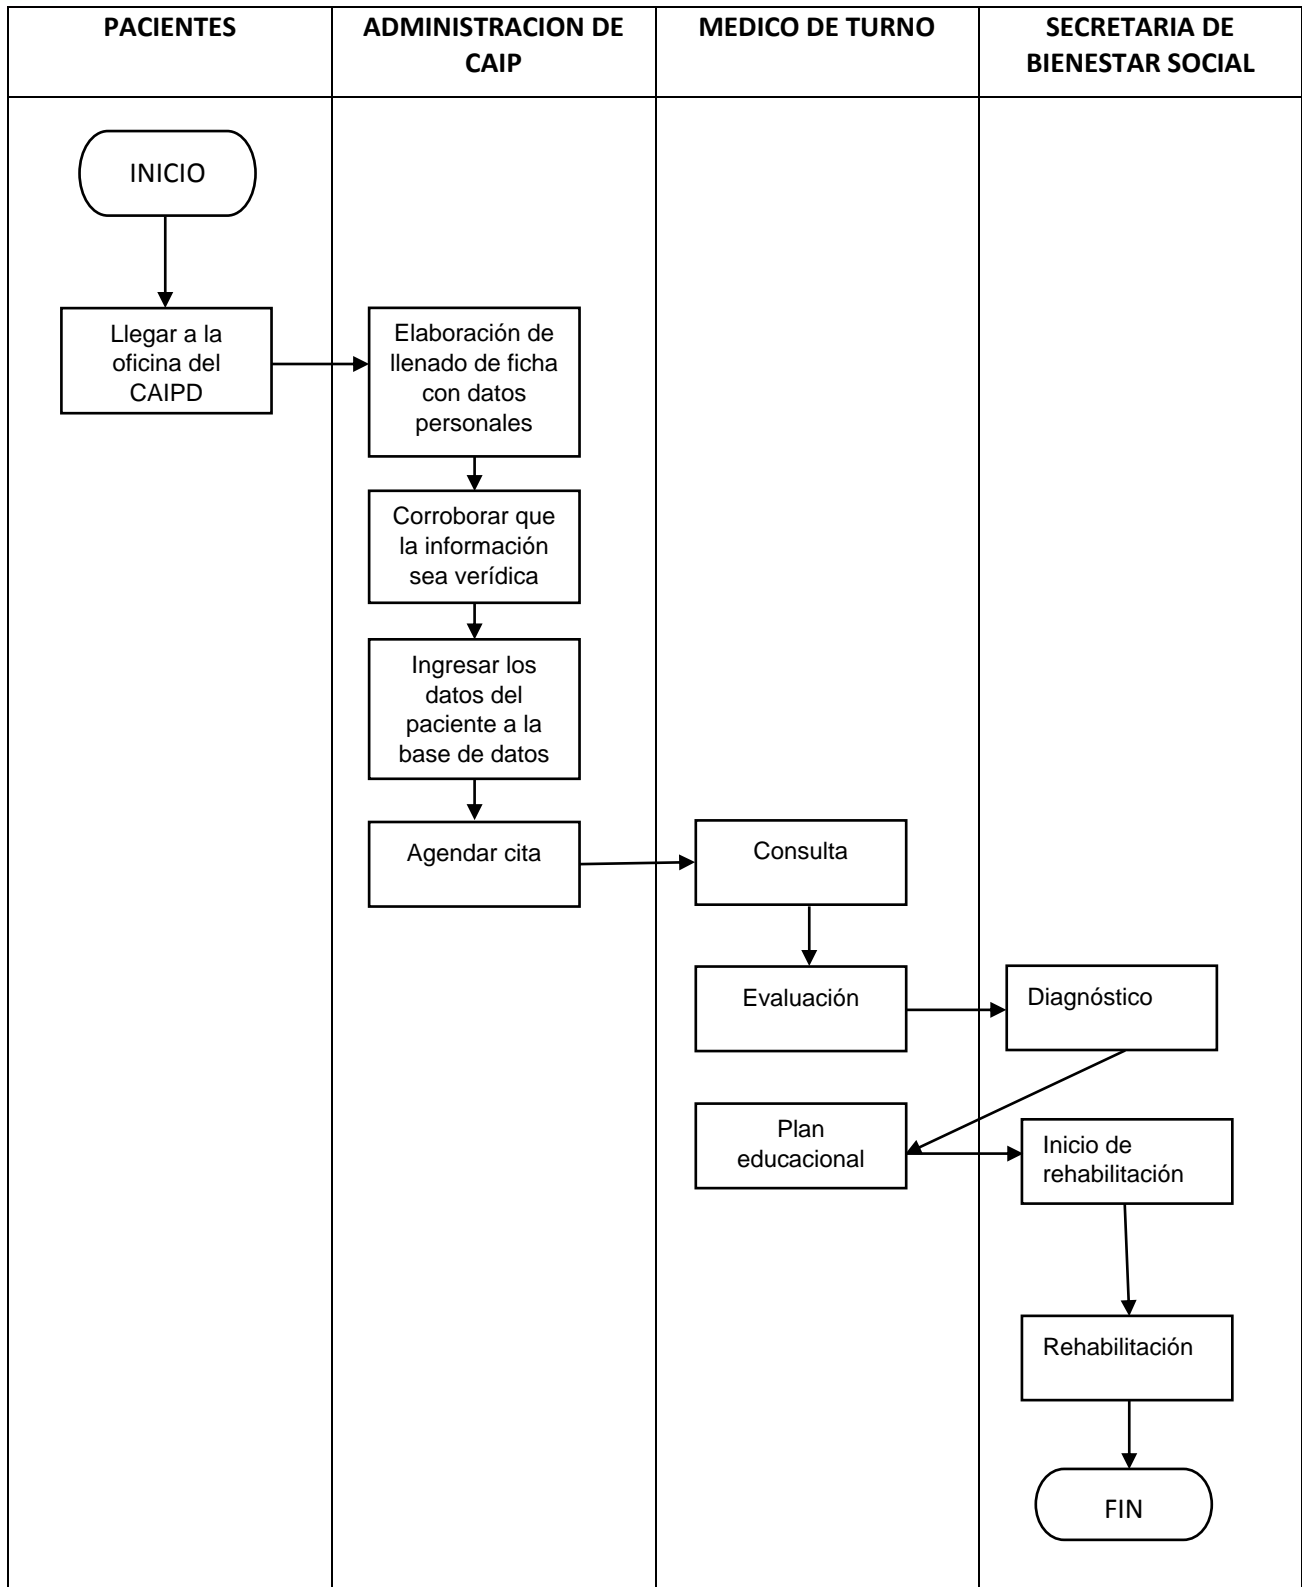 PACIENTES
ADMINISTRACION DE
CAIP
MEDICO DE TURNO
SECRETARIA DE
BIENESTAR SOCIAL
INICIO
Llegar a la
oficina del
CAIPD
Elaboración de
llenado de ficha
con datos
personales
Corroborar que
la información
sea verídica
Ingresar los
datos del
paciente a la
base de datos
Agendar cita
Consulta
Evaluación
Diagnóstico
Plan
educacional
Inicio de
rehabilitación
Rehabilitación
FIN